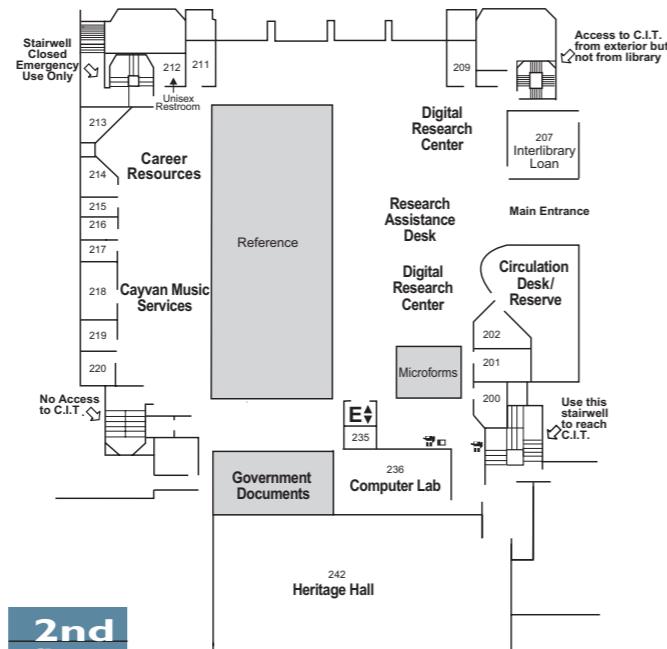 Stairwell
Closed
Emergency
Use Only
212
211
Unisex
Restroom
209
Access to C.I.T.
from exterior but
not from library
213
Career
Resources
214
215
216
217
218
Cayvan Music
Services
219
220
No Access
to C.I.T.
Reference
Digital
Research
Center
207
Interlibrary
Loan
Research
Assistance
Desk
Main Entrance
Digital
Research
Center
Circulation
Desk/
Reserve
202
201
200
Microforms
E
235
Use this
stairwell
to reach
C.I.T.
Government
Documents
236
Computer Lab
242
Heritage Hall
2nd